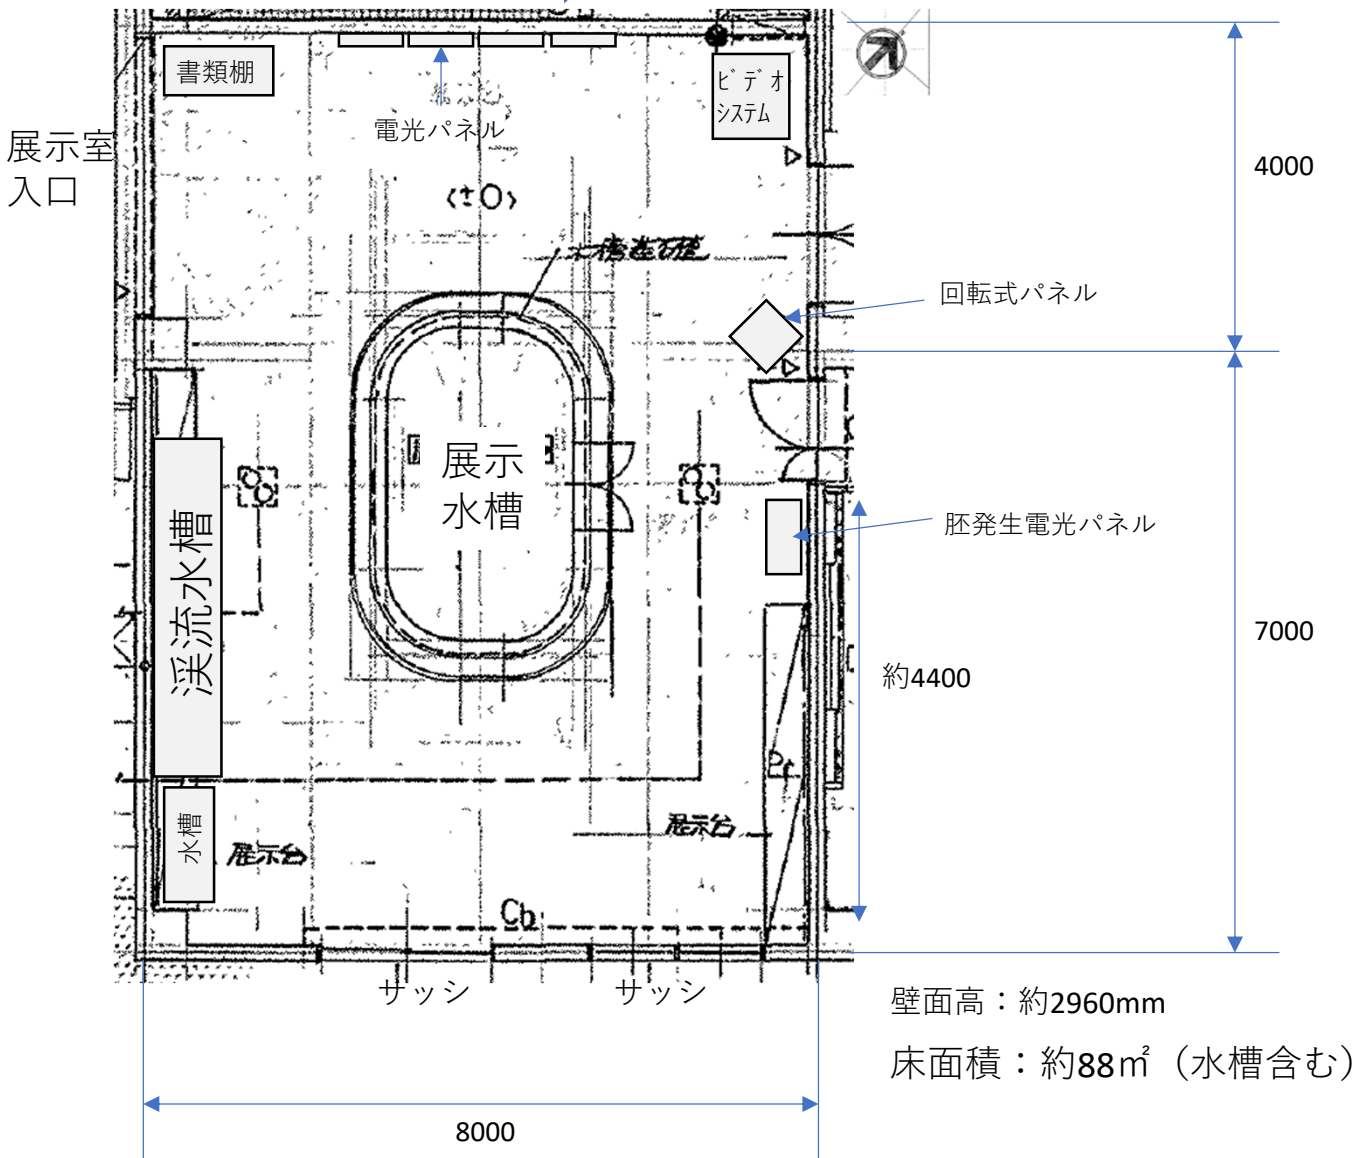 書類棚
ビデオ
システム
電光パネル
展示室
入口
4000
〈±0〉
回転式パネル
展示
水槽
渓流水槽
胚発生電光パネル
7000
約4400
水槽
展示台
展示台
Cb
サッシ
サッシ
壁面高：約2960mm
床面積：約88㎡（水槽含む）
8000